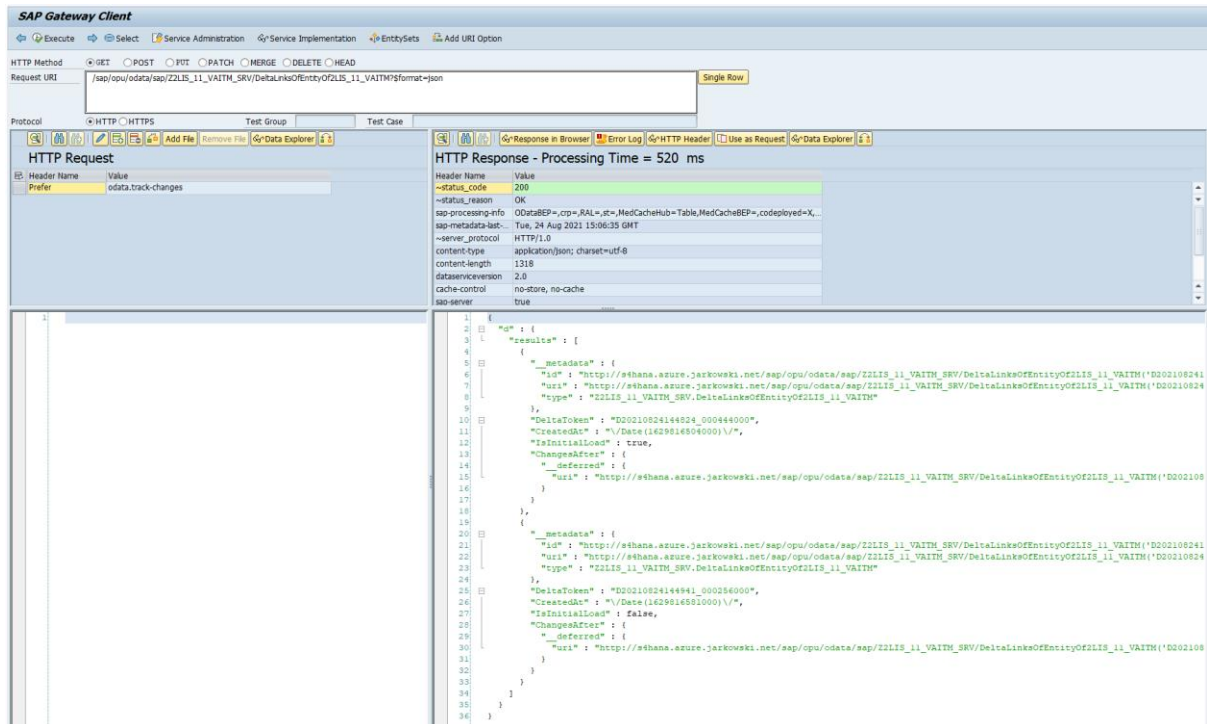 SAP Gateway Client
Execute Select Service Administration Service Implementation EntitySets Add URI Option
HTTP Method GET POST PUT PATCH MERGE DELETE HEAD
Request URI /sap/opu/odata/sap/Z2LIS_11_VAITM_SRV/DeltaLinksOfEntityOf2LIS_11_VAITM?$format=json Single Row
Protocol HTTP HTTPS Test Group Test Case
Add File Remove File Data Explorer
HTTP Request
Header Name Value
Prefer odata.track-changes
Response in Browser Error Log HTTP Header Use as Request Data Explorer
HTTP Response - Processing Time = 520 ms
Header Name Value
~status_code 200
~status_reason OK
sap-processing-info ODataBEP=,crp=,RAL=,st=,MedCacheHub=Table,MedCacheBEP=,codeployed=X,...
sap-metadata-last-... Tue, 24 Aug 2021 15:06:35 GMT
~server_protocol HTTP/1.0
content-type application/json; charset=utf-8
content-length 1318
dataserviceversion 2.0
cache-control no-store, no-cache
sap-server true
1
1 {
2 "d" : {
3 "results" : [
4 {
5 "__metadata" : {
6 "id" : "http://s4hana.azure.jarkowski.net/sap/opu/odata/sap/Z2LIS_11_VAITM_SRV/DeltaLinksOfEntityOf2LIS_11_VAITM('D202108241
7 "uri" : "http://s4hana.azure.jarkowski.net/sap/opu/odata/sap/Z2LIS_11_VAITM_SRV/DeltaLinksOfEntityOf2LIS_11_VAITM('D20210824
8 "type" : "Z2LIS_11_VAITM_SRV.DeltaLinksOfEntityOf2LIS_11_VAITM"
9 },
10 "DeltaToken" : "D20210824144824_000444000",
11 "CreatedAt" : "\/Date(1629816504000)\/",
12 "IsInitialLoad" : true,
13 "ChangesAfter" : {
14 "__deferred" : {
15 "uri" : "http://s4hana.azure.jarkowski.net/sap/opu/odata/sap/Z2LIS_11_VAITM_SRV/DeltaLinksOfEntityOf2LIS_11_VAITM('D202108
16 }
17 }
18 },
19 {
20 "__metadata" : {
21 "id" : "http://s4hana.azure.jarkowski.net/sap/opu/odata/sap/Z2LIS_11_VAITM_SRV/DeltaLinksOfEntityOf2LIS_11_VAITM('D202108241
22 "uri" : "http://s4hana.azure.jarkowski.net/sap/opu/odata/sap/Z2LIS_11_VAITM_SRV/DeltaLinksOfEntityOf2LIS_11_VAITM('D20210824
23 "type" : "Z2LIS_11_VAITM_SRV.DeltaLinksOfEntityOf2LIS_11_VAITM"
24 },
25 "DeltaToken" : "D20210824144941_000256000",
26 "CreatedAt" : "\/Date(1629816581000)\/",
27 "IsInitialLoad" : false,
28 "ChangesAfter" : {
29 "__deferred" : {
30 "uri" : "http://s4hana.azure.jarkowski.net/sap/opu/odata/sap/Z2LIS_11_VAITM_SRV/DeltaLinksOfEntityOf2LIS_11_VAITM('D202108
31 }
32 }
33 }
34 ]
35 }
36 }